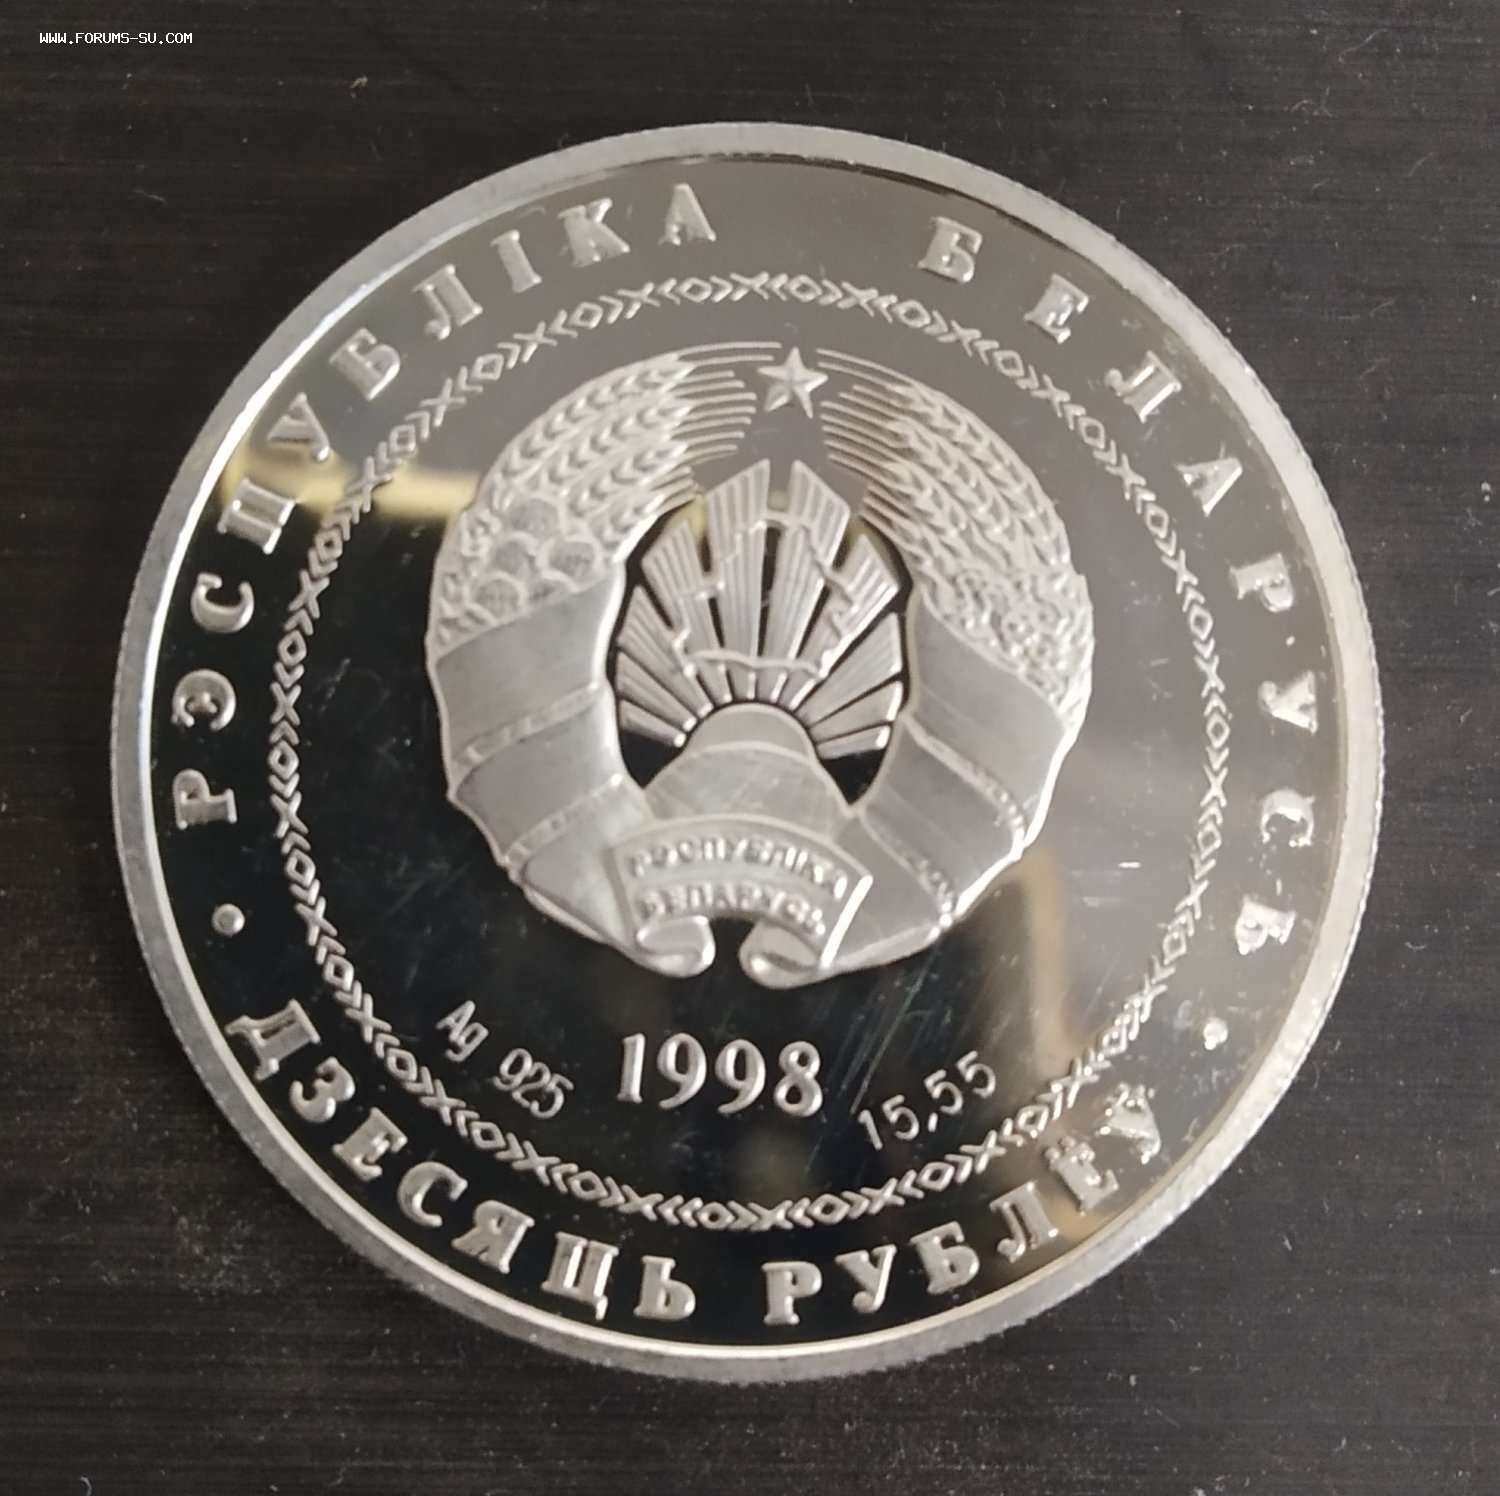 WWW.FORUMS-SU.COM
РЭСПУБЛІКА БЕЛАРУСЬ
РЭСПУБЛІКА
БЕЛАРУСЬ
Ag 925
1998
15,55
· ДЗЕСЯЦЬ РУБЛЁЎ ·